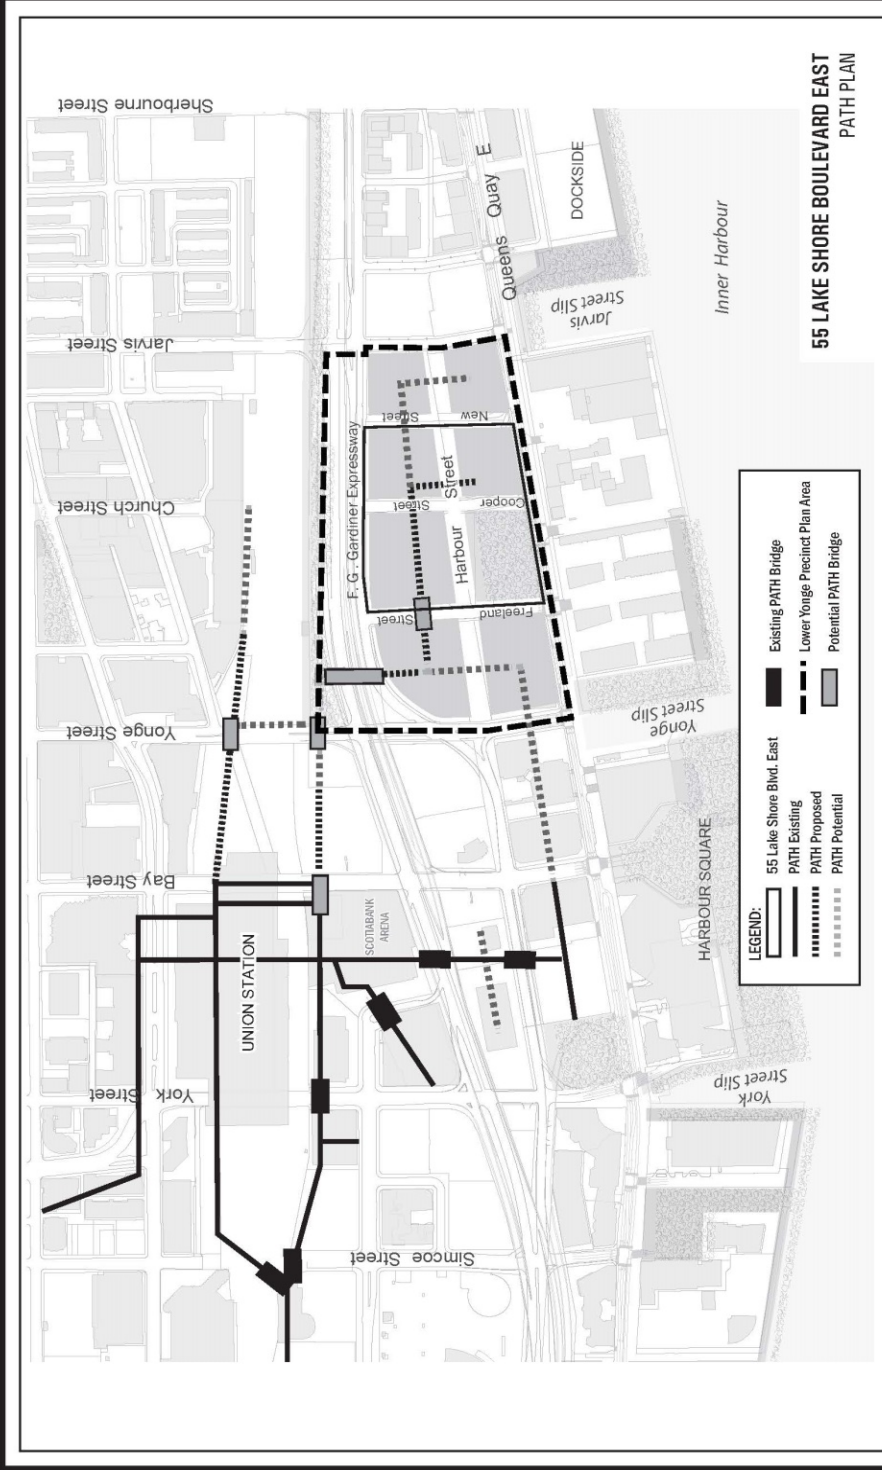 55 LAKE SHORE BOULEVARD EAST
PATH PLAN
Sherbourne Street
Jarvis Street
Church Street
Yonge Street
Bay Street
York Street
Simcoe Street
UNION STATION
SCOTIABANK
ARENA
F. G. Gardiner Expressway
Harbour Street
New Street
Cooper Street
Freeland Street
Queens Quay E
DOCKSIDE
Jarvis
Street Slip
Inner Harbour
Yonge
Street Slip
HARBOUR SQUARE
York
Street Slip
LEGEND:
55 Lake Shore Blvd. East
PATH Existing
PATH Proposed
PATH Potential
Existing PATH Bridge
Lower Yonge Precinct Plan Area
Potential PATH Bridge